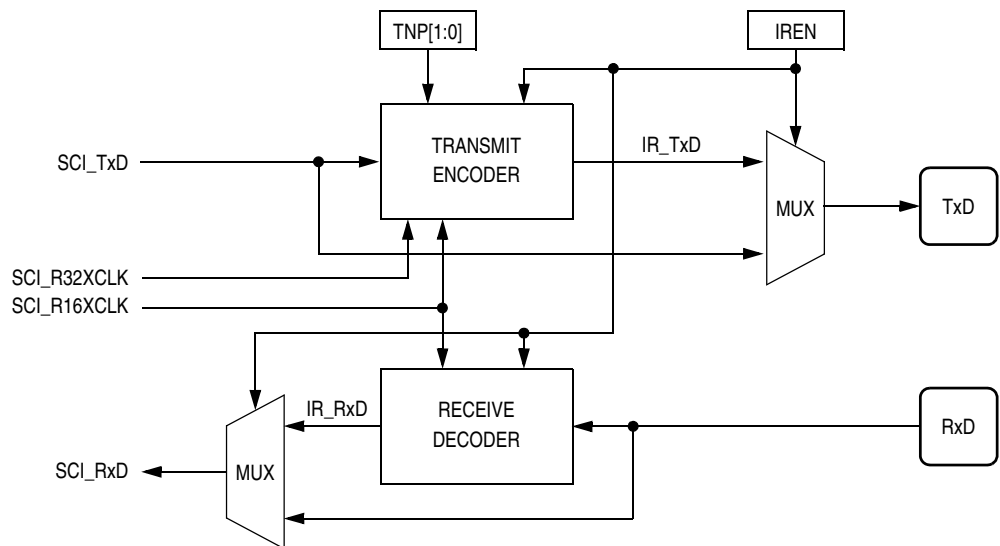 TNP[1:0]
IREN
TRANSMIT
ENCODER
IR_TxD
SCI_TxD
MUX
TxD
SCI_R32XCLK
SCI_R16XCLK
IR_RxD
RECEIVE
DECODER
RxD
MUX
SCI_RxD